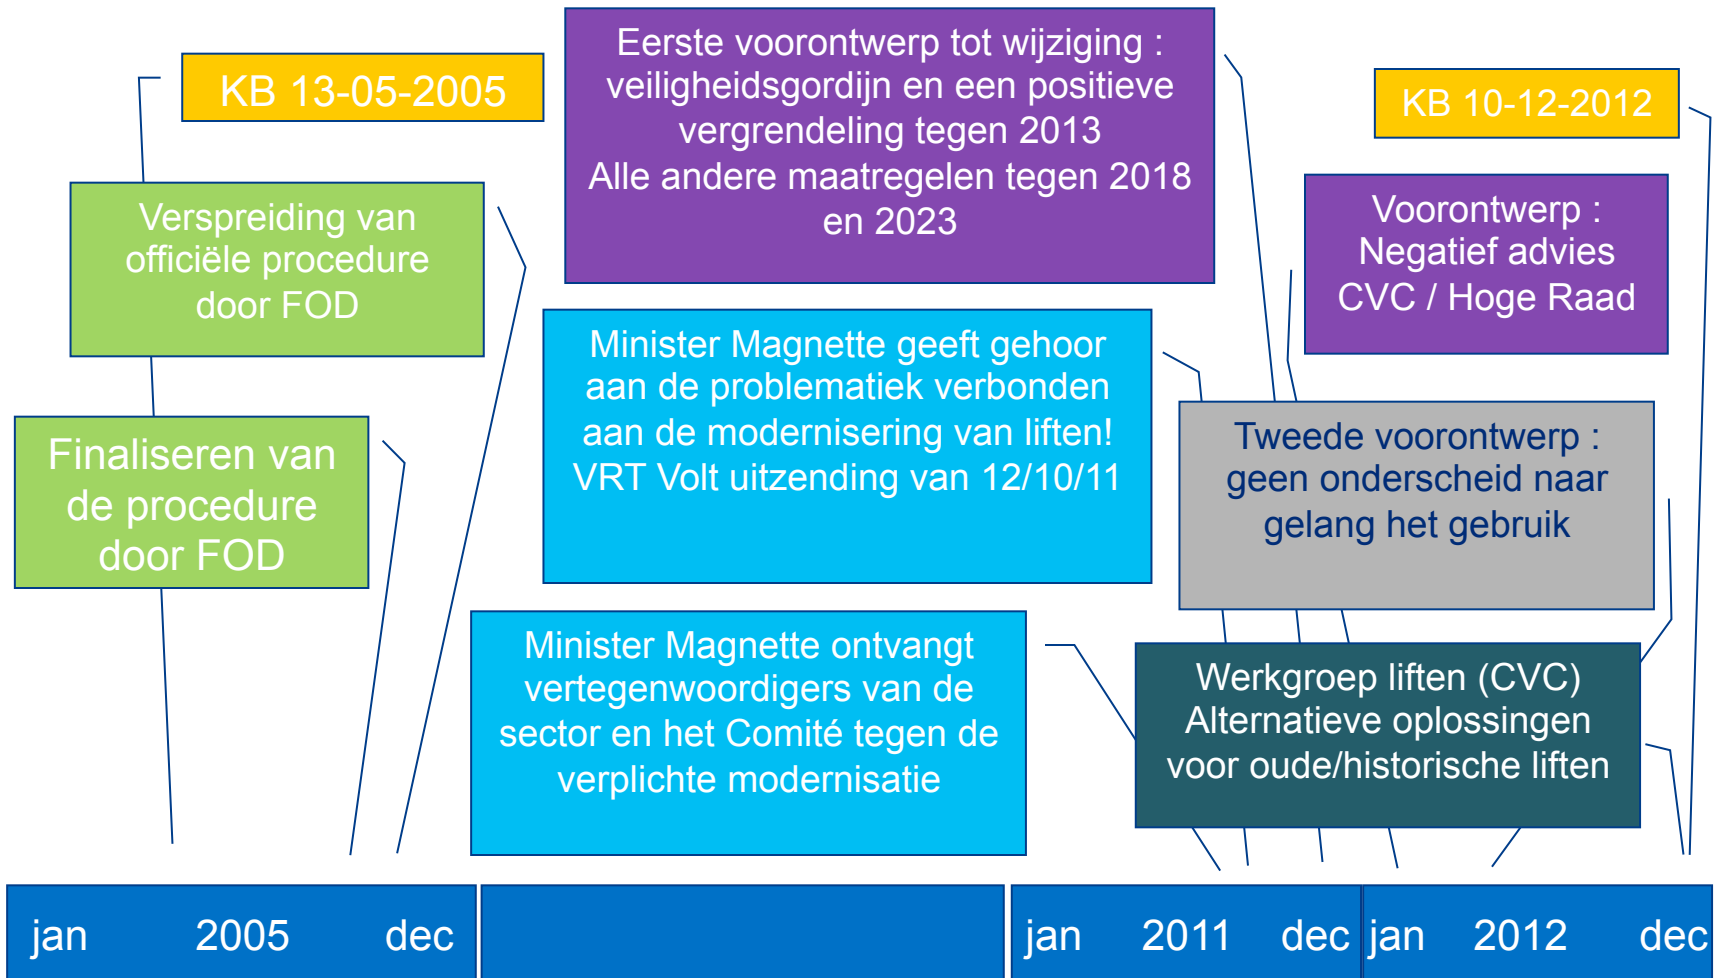 KB 13-05-2005
Verspreiding van
officiële procedure
door FOD
Finaliseren van
de procedure
door FOD
Eerste voorontwerp tot wijziging :
veiligheidsgordijn en een positieve
vergrendeling tegen 2013
Alle andere maatregelen tegen 2018
en 2023
Minister Magnette geeft gehoor
aan de problematiek verbonden
aan de modernisering van liften!
VRT Volt uitzending van 12/10/11
Minister Magnette ontvangt
vertegenwoordigers van de
sector en het Comité tegen de
verplichte modernisatie
KB 10-12-2012
Voorontwerp :
Negatief advies
CVC / Hoge Raad
Tweede voorontwerp :
geen onderscheid naar
gelang het gebruik
Werkgroep liften (CVC)
Alternatieve oplossingen
voor oude/historische liften
jan 2005 dec
jan 2011 dec
jan 2012 dec